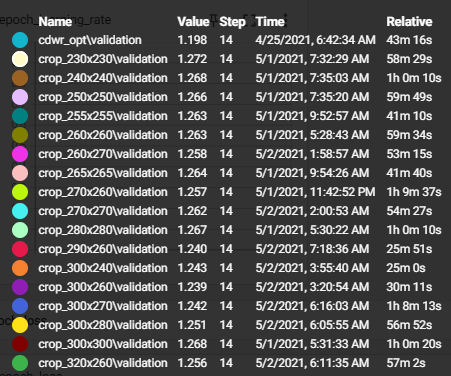 Name Value Step Time Relative
cdwr_opt\validation 1.198 14 4/25/2021, 6:42:34 AM 43m 16s
crop_230x230\validation 1.272 14 5/1/2021, 7:32:29 AM 58m 29s
crop_240x240\validation 1.268 14 5/1/2021, 7:35:03 AM 1h 0m 10s
crop_250x250\validation 1.266 14 5/1/2021, 7:35:20 AM 59m 49s
crop_255x255\validation 1.263 14 5/1/2021, 9:52:57 AM 41m 10s
crop_260x260\validation 1.263 14 5/1/2021, 5:28:43 AM 59m 34s
crop_260x270\validation 1.258 14 5/2/2021, 1:58:57 AM 53m 15s
crop_265x265\validation 1.264 14 5/1/2021, 9:54:26 AM 41m 40s
crop_270x260\validation 1.257 14 5/1/2021, 11:42:52 PM 1h 9m 37s
crop_270x270\validation 1.262 14 5/2/2021, 2:00:53 AM 54m 27s
crop_280x280\validation 1.267 14 5/1/2021, 5:30:22 AM 1h 0m 10s
crop_290x260\validation 1.240 14 5/2/2021, 7:18:36 AM 25m 51s
crop_300x240\validation 1.243 14 5/2/2021, 3:55:40 AM 25m 0s
crop_300x260\validation 1.239 14 5/2/2021, 3:20:54 AM 30m 11s
crop_300x270\validation 1.242 14 5/2/2021, 6:16:03 AM 1h 8m 13s
crop_300x280\validation 1.251 14 5/2/2021, 6:05:55 AM 56m 52s
crop_300x300\validation 1.268 14 5/1/2021, 5:31:33 AM 1h 0m 20s
crop_320x260\validation 1.256 14 5/2/2021, 6:11:35 AM 57m 2s